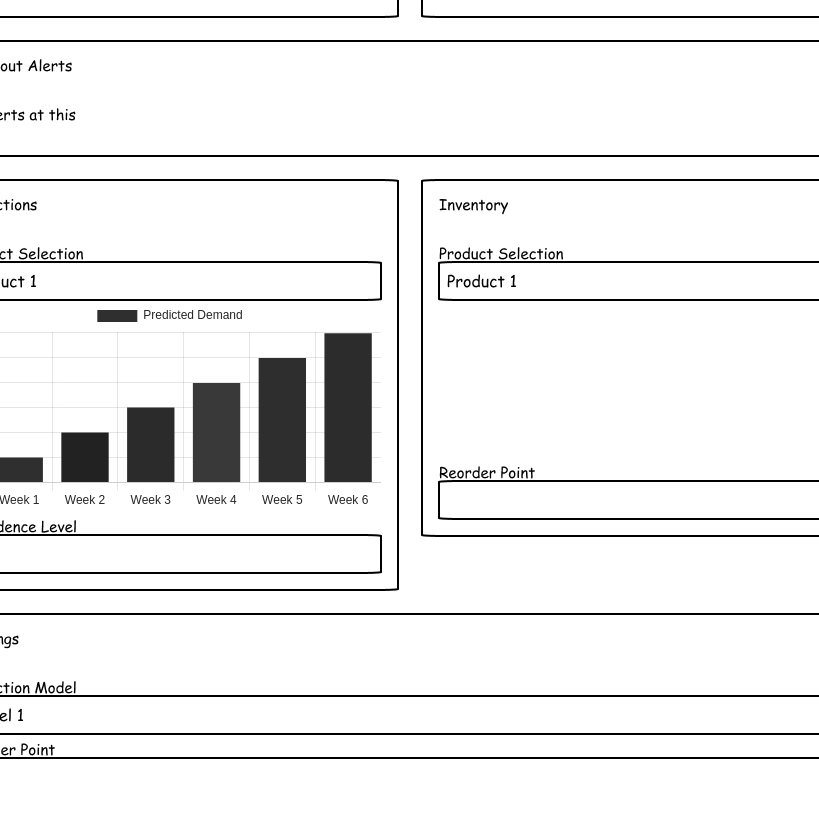 out Alerts
erts at this
ctions
ct Selection
uct 1
Predicted Demand
Week 1 Week 2 Week 3 Week 4 Week 5 Week 6
dence Level
Inventory
Product Selection
Product 1
Reorder Point
ngs
ction Model
el 1
er Point